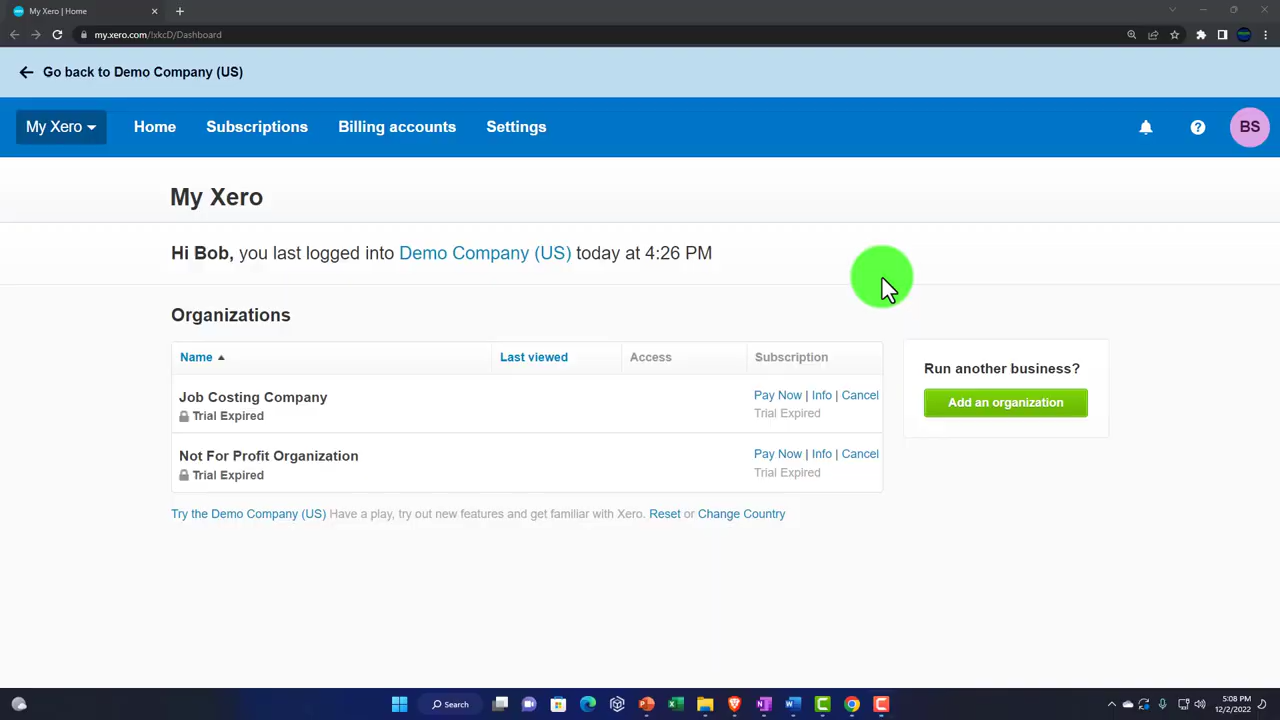 My Xero | Home
my.xero.com/!xkcD/Dashboard
Go back to Demo Company (US)
My Xero Home Subscriptions Billing accounts Settings BS
My Xero
Hi Bob, you last logged into Demo Company (US) today at 4:26 PM
Organizations
Name Last viewed Access Subscription
Job Costing Company Pay Now | Info | Cancel
Trial Expired Trial Expired
Not For Profit Organization Pay Now | Info | Cancel
Trial Expired Trial Expired
Run another business?
Add an organization
Try the Demo Company (US) Have a play, try out new features and get familiar with Xero. Reset or Change Country
Search
5:08 PM
12/2/2022